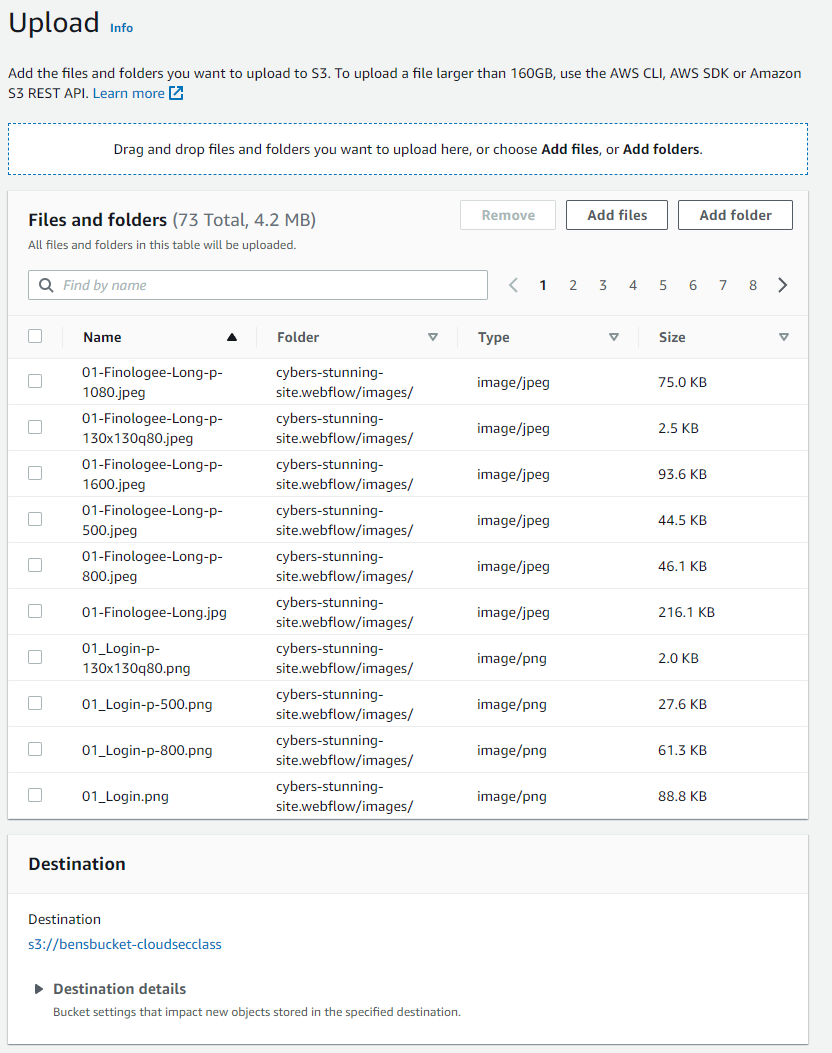 Upload Info
Add the files and folders you want to upload to S3. To upload a file larger than 160GB, use the AWS CLI, AWS SDK or Amazon
S3 REST API. Learn more
Drag and drop files and folders you want to upload here, or choose Add files, or Add folders.
Files and folders (73 Total, 4.2 MB)
Remove Add files Add folder
All files and folders in this table will be uploaded.
Find by name
1 2 3 4 5 6 7 8
Name Folder Type Size
01-Finologee-Long-p- cybers-stunning-
1080.jpeg site.webflow/images/ image/jpeg 75.0 KB
01-Finologee-Long-p- cybers-stunning-
130x130q80.jpeg site.webflow/images/ image/jpeg 2.5 KB
01-Finologee-Long-p- cybers-stunning-
1600.jpeg site.webflow/images/ image/jpeg 93.6 KB
01-Finologee-Long-p- cybers-stunning-
500.jpeg site.webflow/images/ image/jpeg 44.5 KB
01-Finologee-Long-p- cybers-stunning-
800.jpeg site.webflow/images/ image/jpeg 46.1 KB
01-Finologee-Long.jpg cybers-stunning-
site.webflow/images/ image/jpeg 216.1 KB
01_Login-p- cybers-stunning-
130x130q80.png site.webflow/images/ image/png 2.0 KB
01_Login-p-500.png cybers-stunning-
site.webflow/images/ image/png 27.6 KB
01_Login-p-800.png cybers-stunning-
site.webflow/images/ image/png 61.3 KB
01_Login.png cybers-stunning-
site.webflow/images/ image/png 88.8 KB
Destination
Destination
s3://bensbucket-cloudsecclass
Destination details
Bucket settings that impact new objects stored in the specified destination.